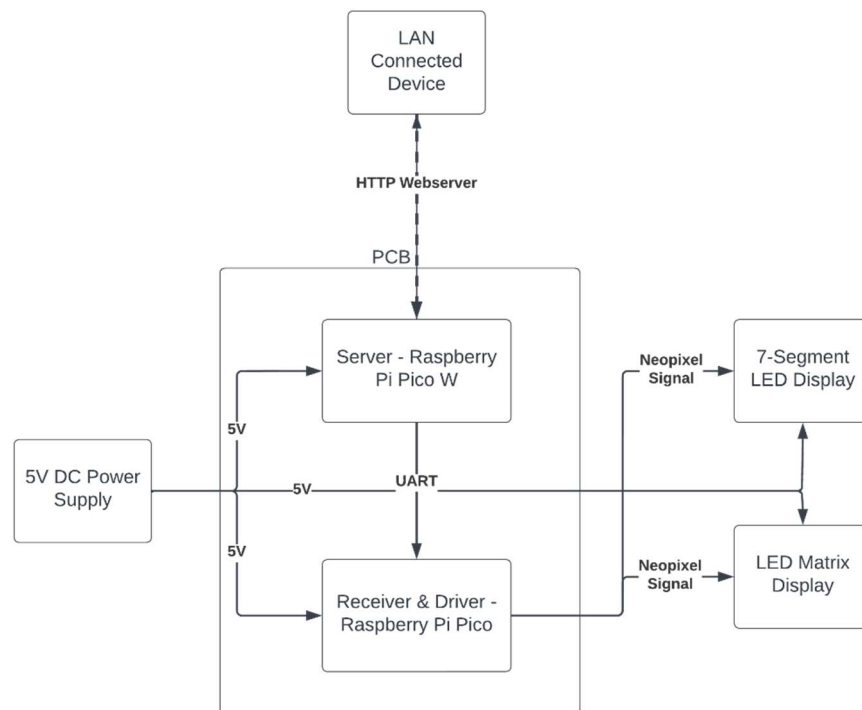 LAN
Connected
Device
HTTP Webserver
PCB
Server - Raspberry
Pi Pico W
Neopixel
Signal
7-Segment
LED Display
5V
5V DC Power
Supply
5V
UART
5V
Neopixel
Signal
LED Matrix
Display
Receiver & Driver -
Raspberry Pi Pico